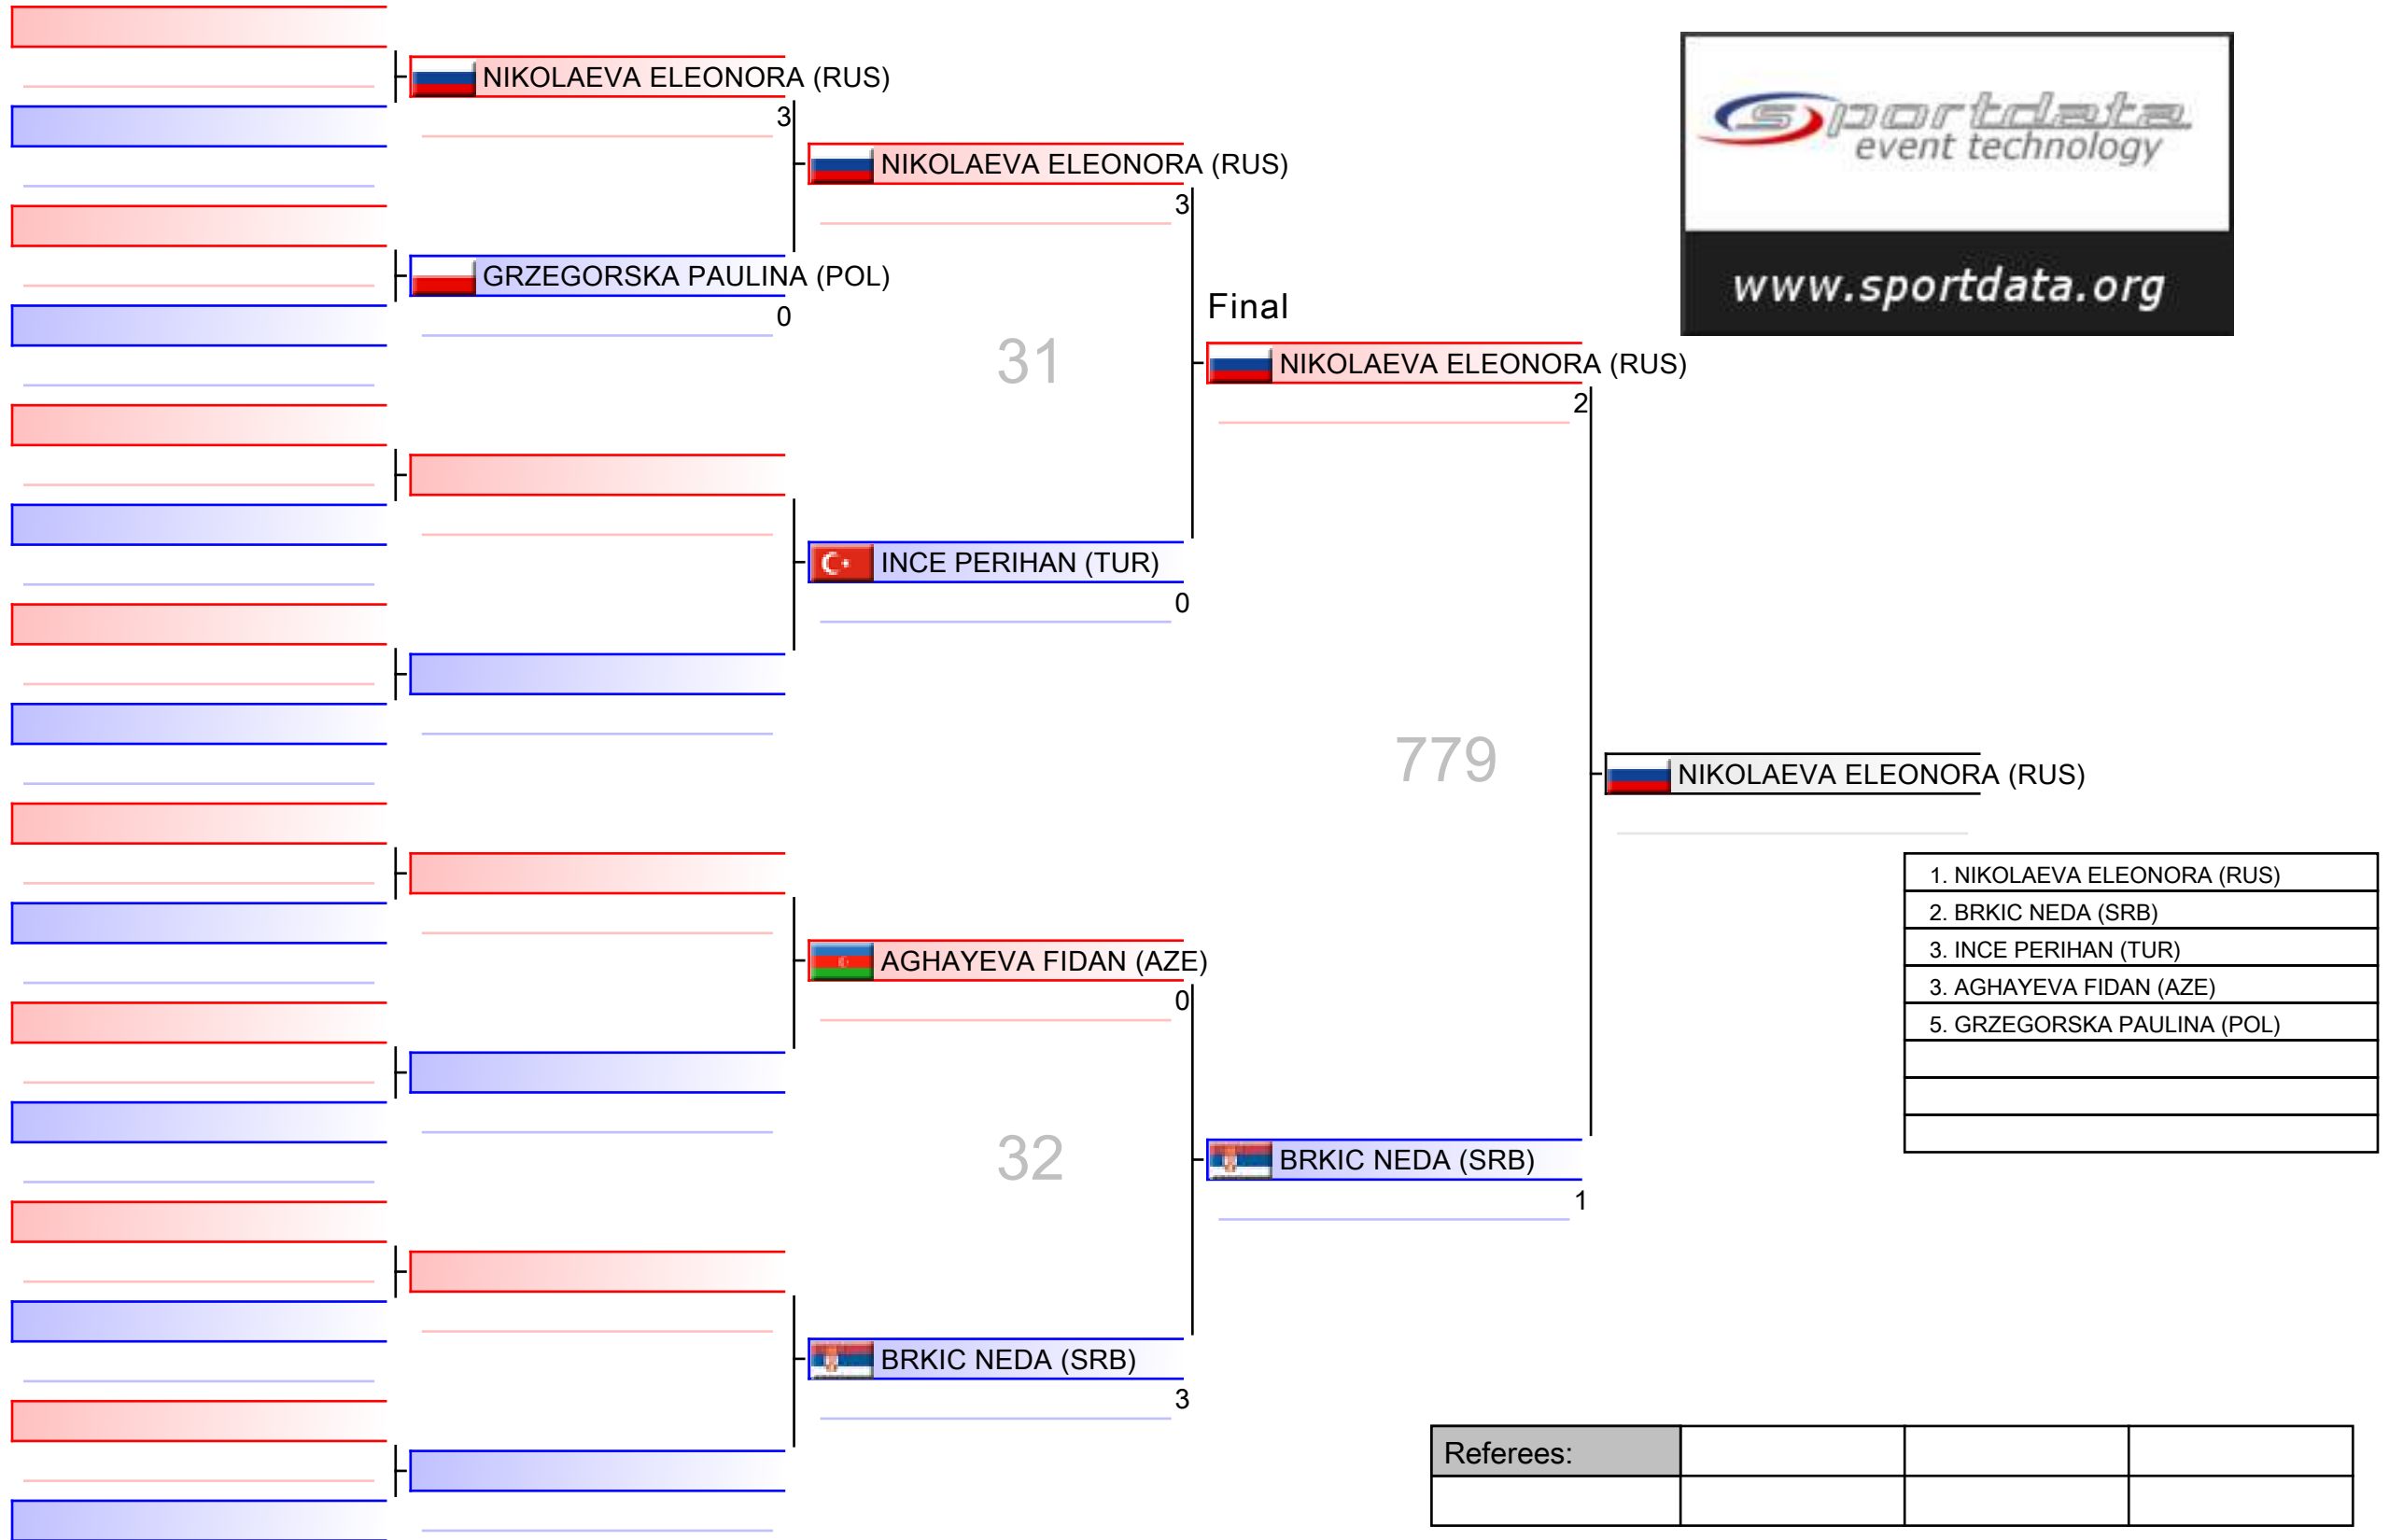 NIKOLAEVA ELEONORA (RUS)
3
GRZEGORSKA PAULINA (POL)
0
NIKOLAEVA ELEONORA (RUS)
3
31
INCE PERIHAN (TUR)
0
AGHAYEVA FIDAN (AZE)
0
32
BRKIC NEDA (SRB)
3
Final
NIKOLAEVA ELEONORA (RUS)
2
779
BRKIC NEDA (SRB)
1
NIKOLAEVA ELEONORA (RUS)
sportdata
event technology
www.sportdata.org
1. NIKOLAEVA ELEONORA (RUS)
2. BRKIC NEDA (SRB)
3. INCE PERIHAN (TUR)
3. AGHAYEVA FIDAN (AZE)
5. GRZEGORSKA PAULINA (POL)
Referees: